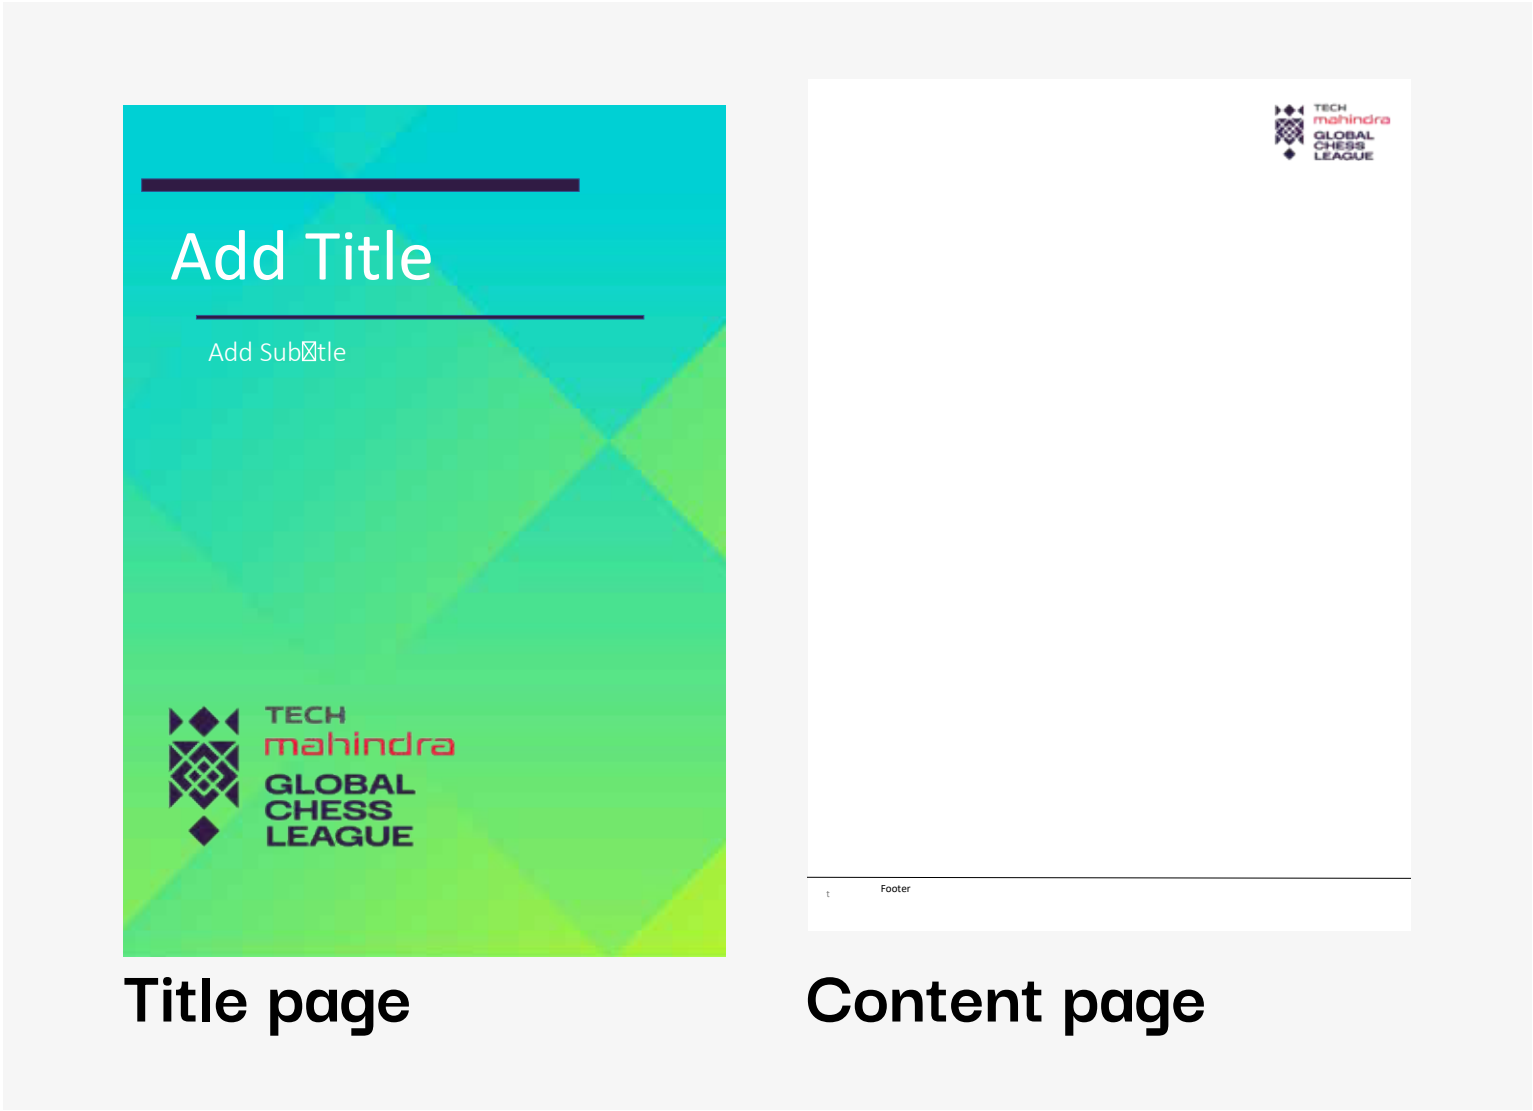 Add Title
Add Sub☒tle
TECH
mahindra
GLOBAL
CHESS
LEAGUE
Title page
TECH
mahindra
GLOBAL
CHESS
LEAGUE
t
Footer
Content page